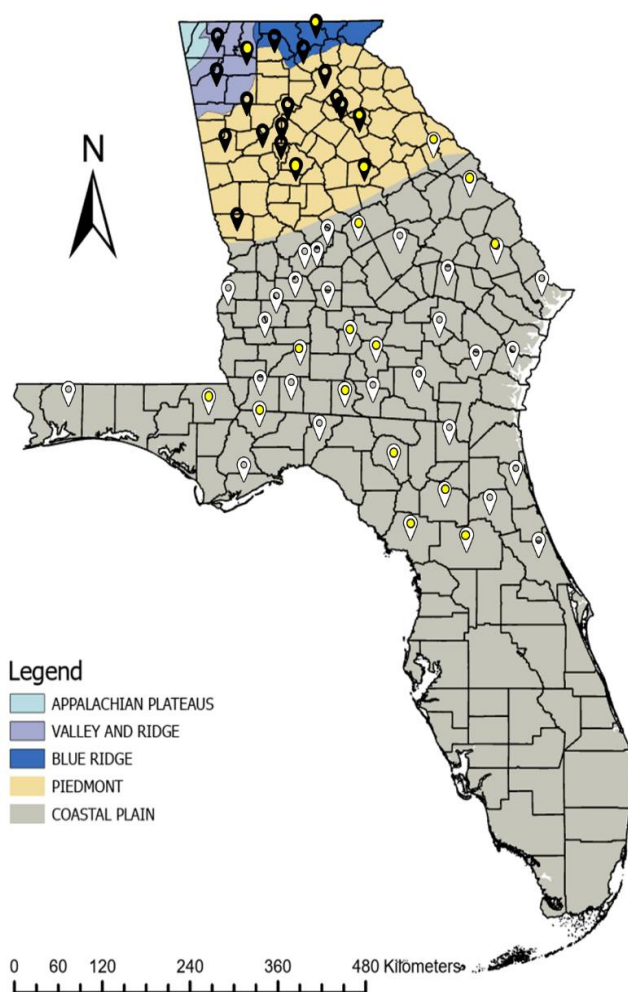 N
Legend
APPALACHIAN PLATEAUS
VALLEY AND RIDGE
BLUE RIDGE
PIEDMONT
COASTAL PLAIN
0 60 120 240 360 480 Kilometers